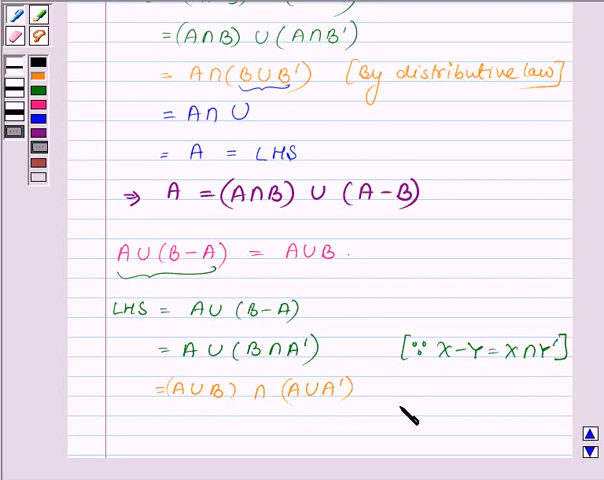 =(A∩B) ∪ (A∩B')
= A∩(B∪B') [By distributive law]
= A∩ U
= A = LHS
⇒ A = (A∩B) ∪ (A-B)
A∪(B-A) = A∪B.
LHS = A∪ (B-A)
= A ∪ (B∩A') [∵ X-Y = X∩Y']
=(A∪B) ∩ (A∪A')